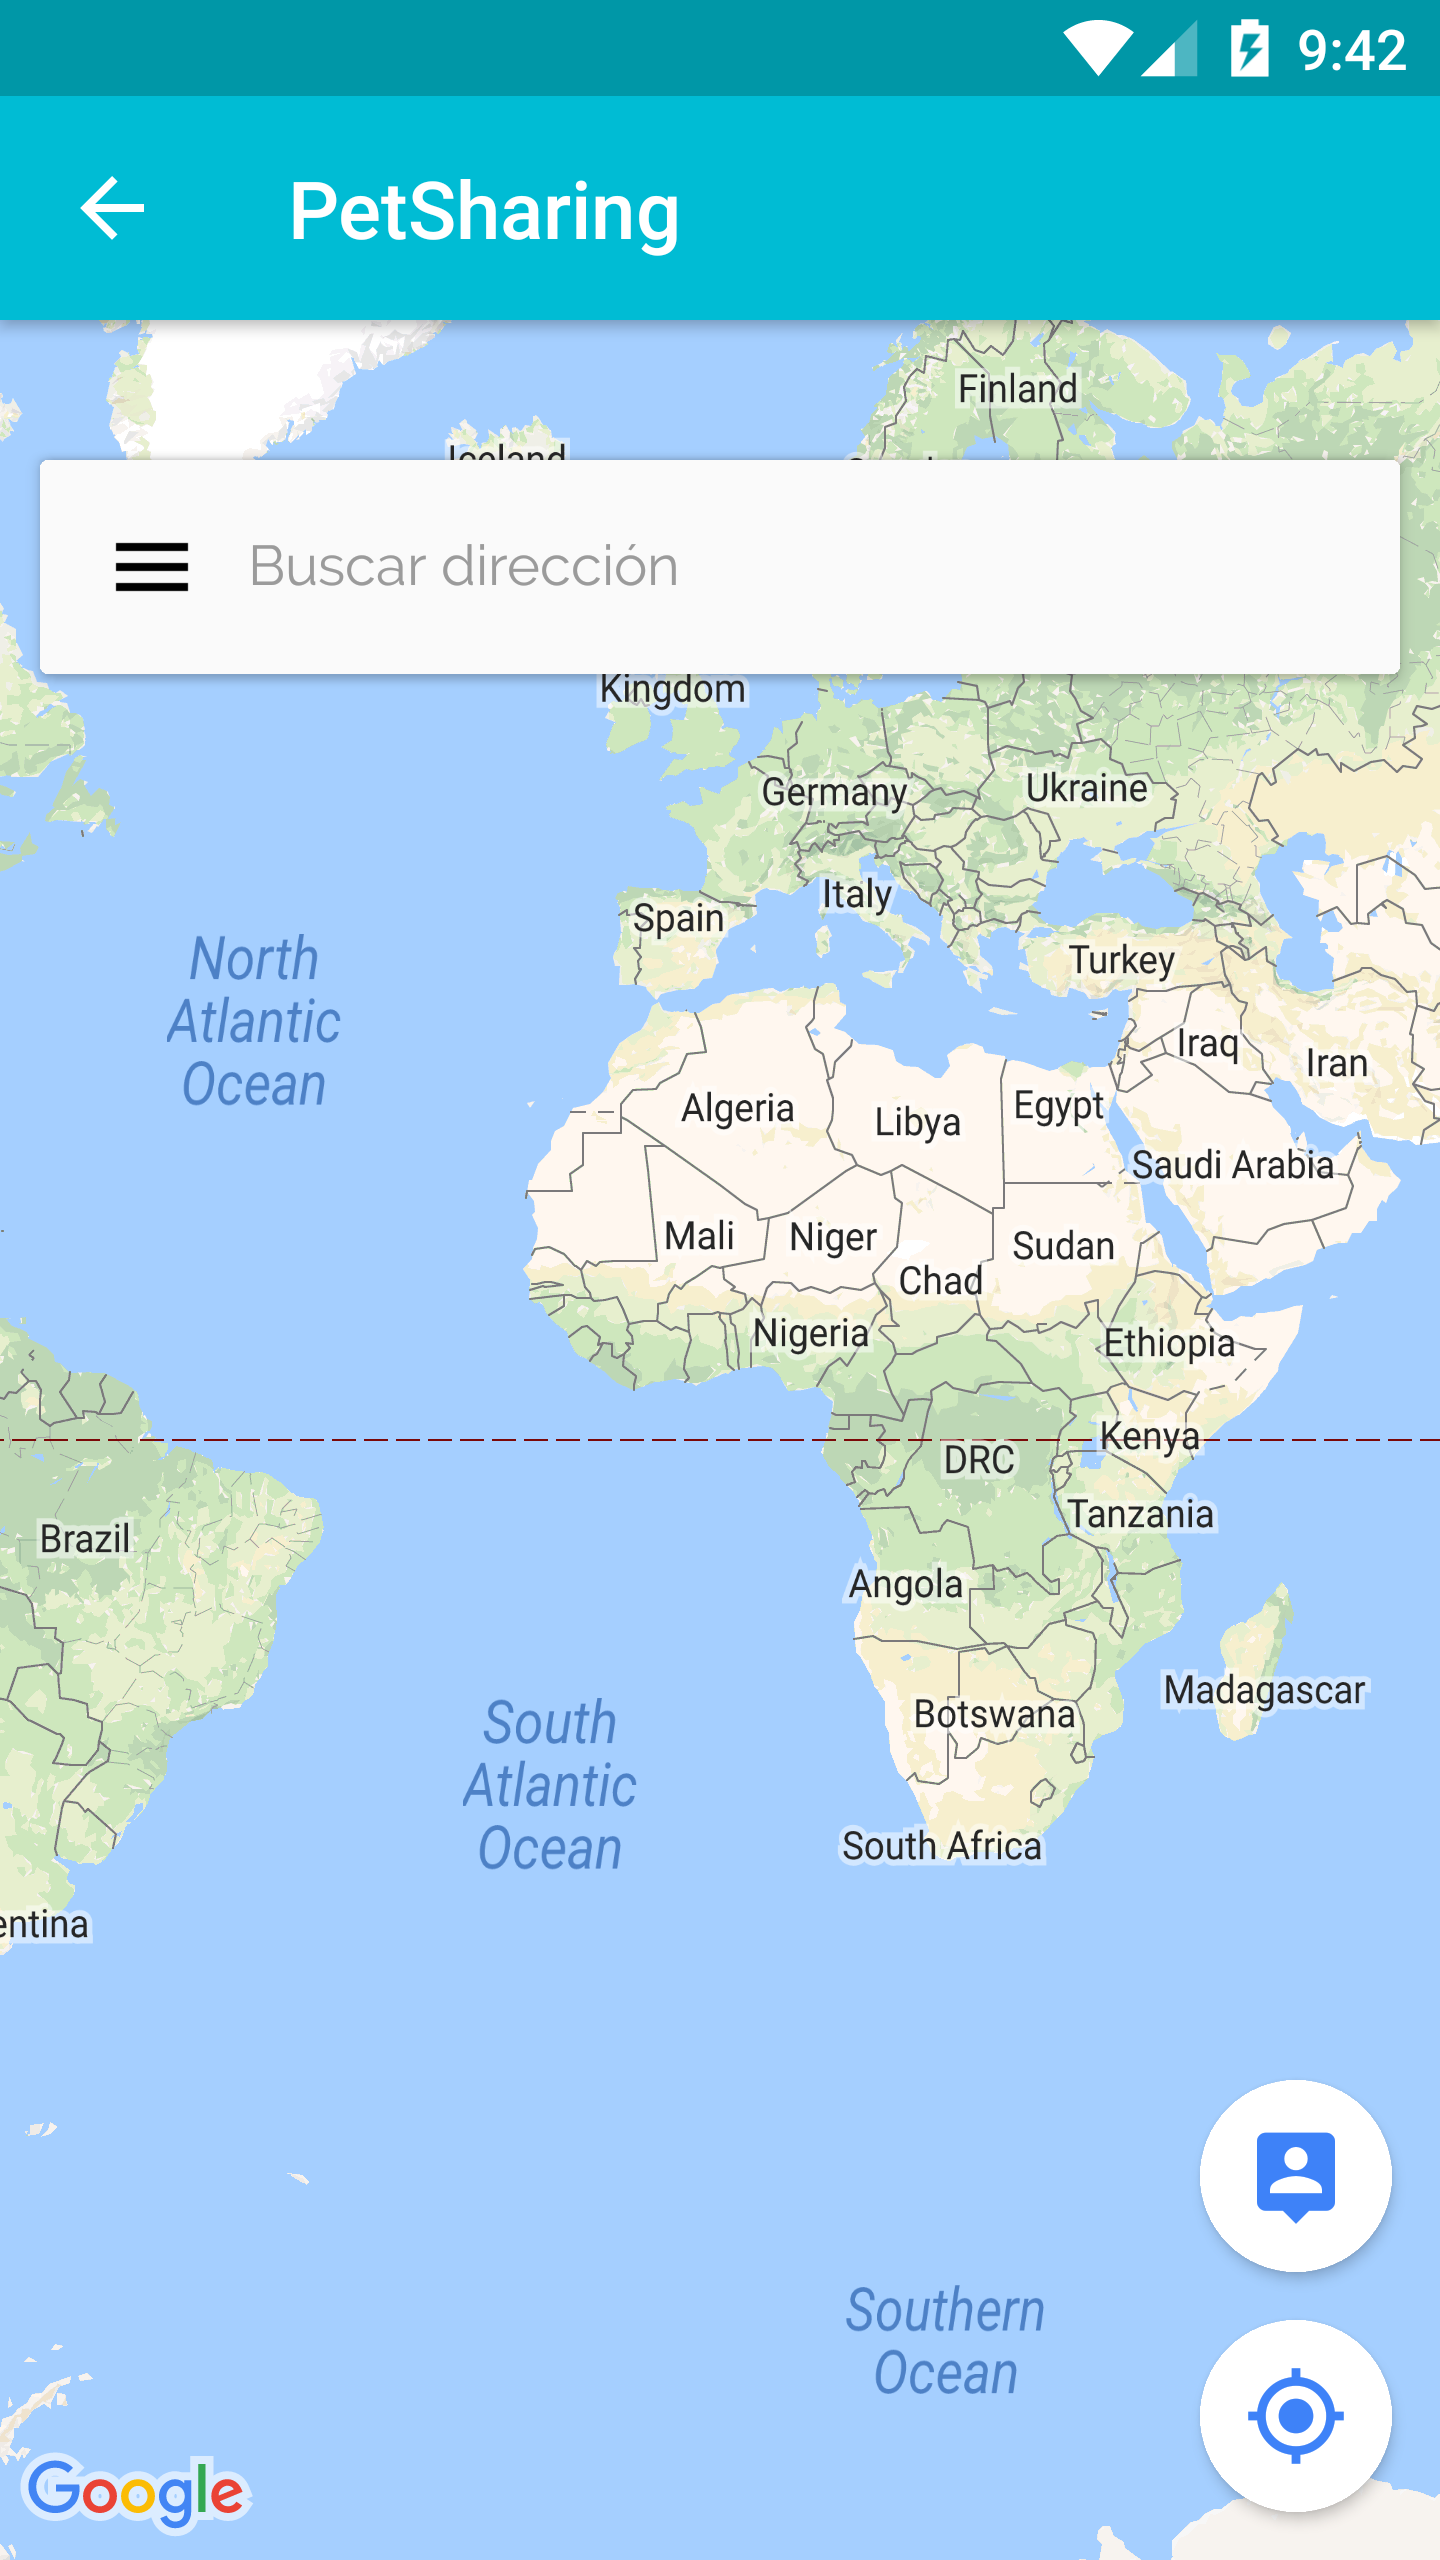 9:42
PetSharing
Finland
Iceland
Buscar dirección
Kingdom
Germany
Ukraine
Italy
Spain
Turkey
North
Atlantic
Ocean
Iraq
Iran
Algeria
Libya
Egypt
Saudi Arabia
Mali
Niger
Sudan
Chad
Nigeria
Ethiopia
Kenya
DRC
Tanzania
Brazil
Angola
Madagascar
Botswana
South
Atlantic
Ocean
South Africa
entina
Southern
Ocean
Google